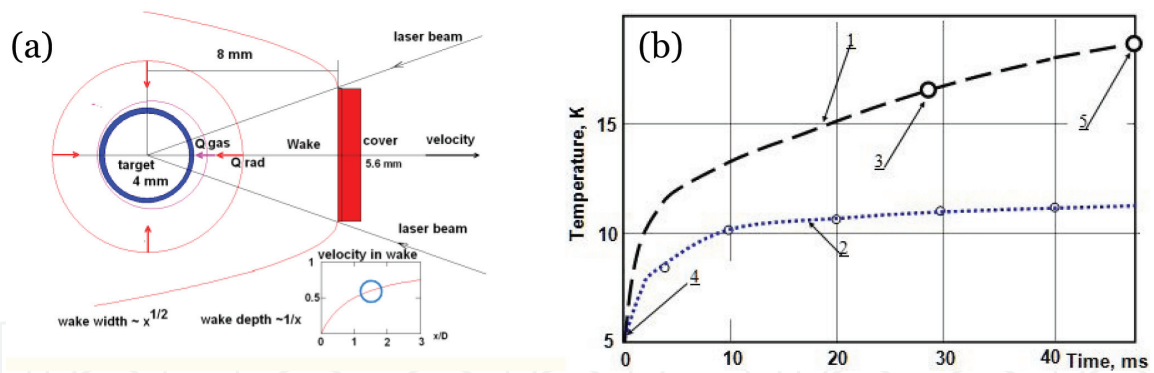 (a)
laser beam
8 mm
Q gas
Wake
cover
velocity
target
Q rad
5.6 mm
4 mm
laser beam
velocity in wake
1
0.5
0
1
2
3
x/D
wake width ~ x^1/2
wake depth ~1/x
(b)
Temperature, K
15
10
5
1
3
5
2
4
0
10
20
30
40
Time, ms